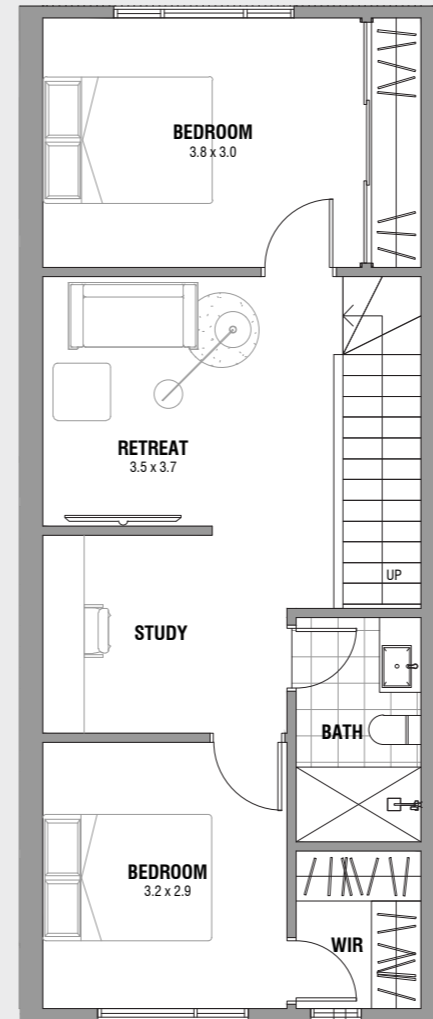 BEDROOM
3.8 x 3.0
RETREAT
3.5 x 3.7
UP
STUDY
BATH
BEDROOM
3.2 x 2.9
WIR